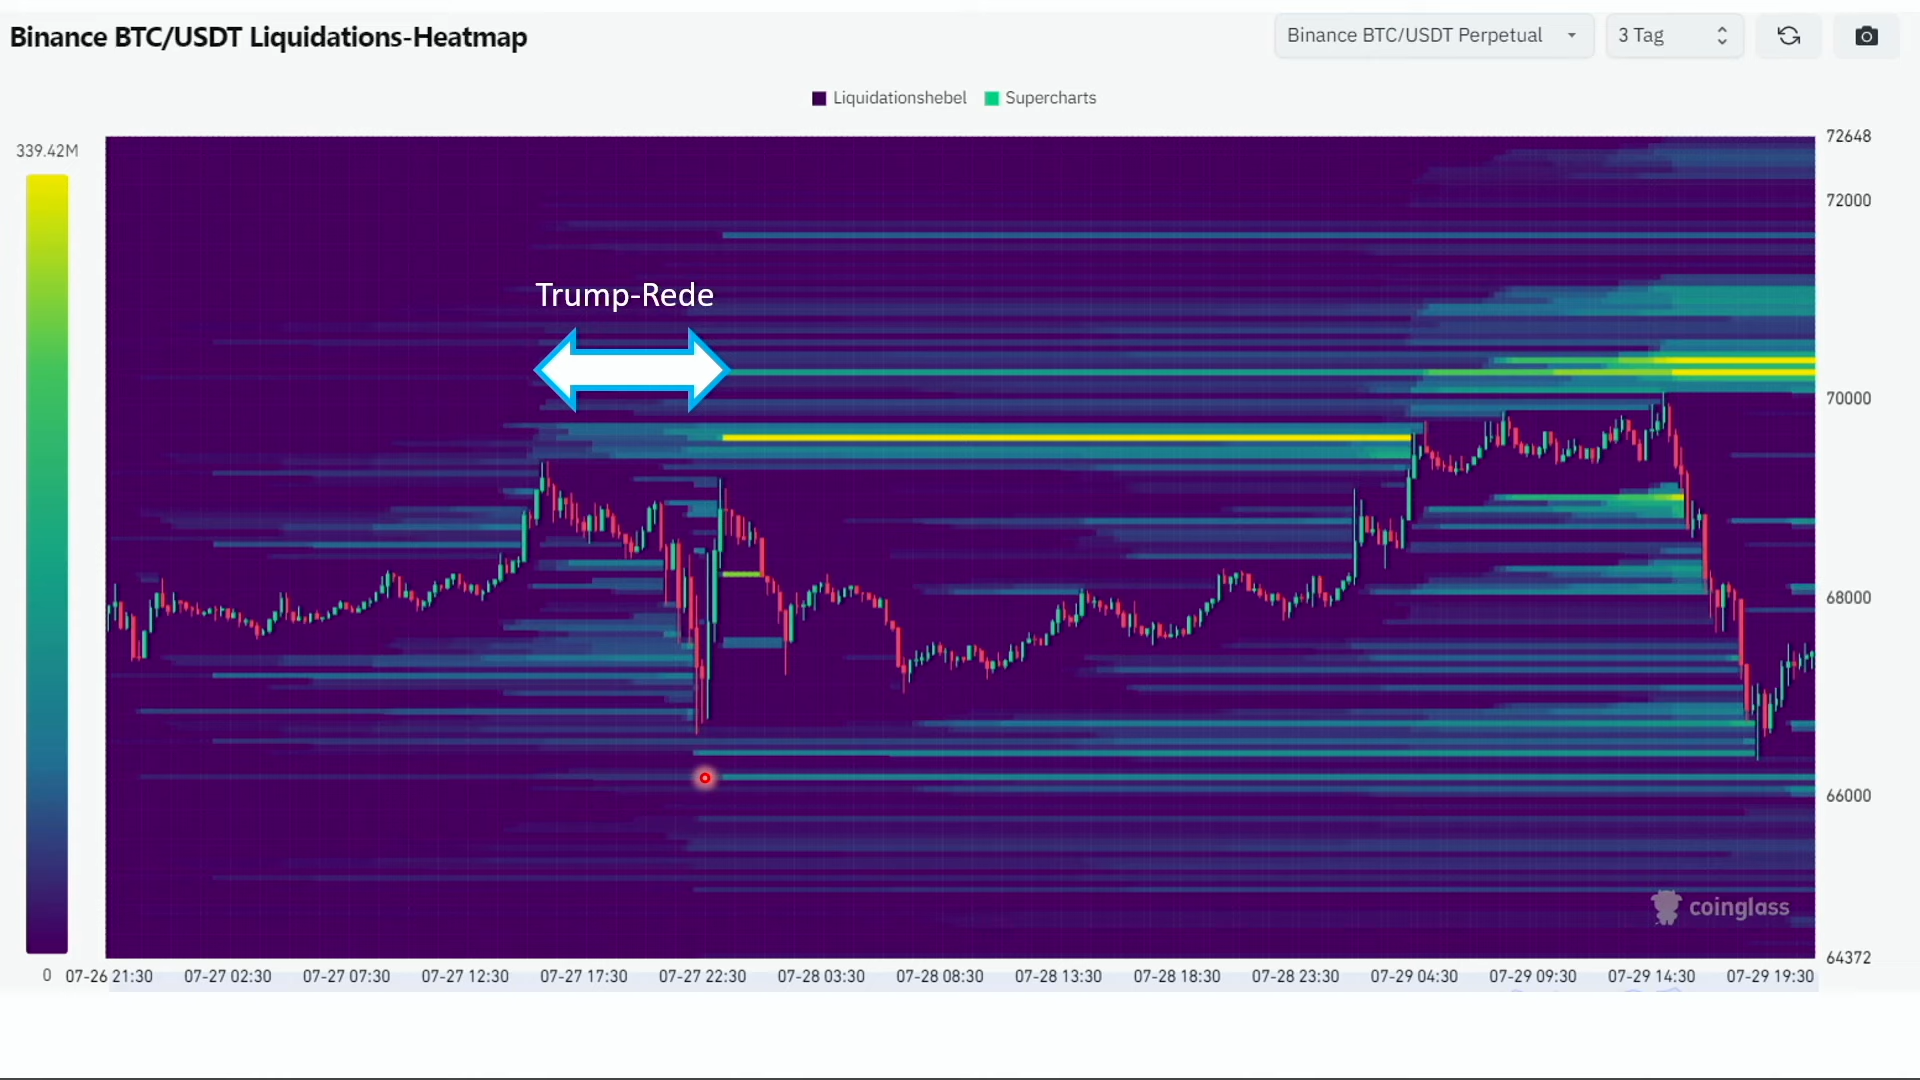 Binance BTC/USDT Liquidations-Heatmap
Binance BTC/USDT Perpetual
3 Tag
Liquidationshebel Supercharts
339.42M
72648
72000
Trump-Rede
70000
68000
66000
coinglass
64372
0
07-26 21:30 07-27 02:30 07-27 07:30 07-27 12:30 07-27 17:30 07-27 22:30 07-28 03:30 07-28 08:30 07-28 13:30 07-28 18:30 07-28 23:30 07-29 04:30 07-29 09:30 07-29 14:30 07-29 19:30